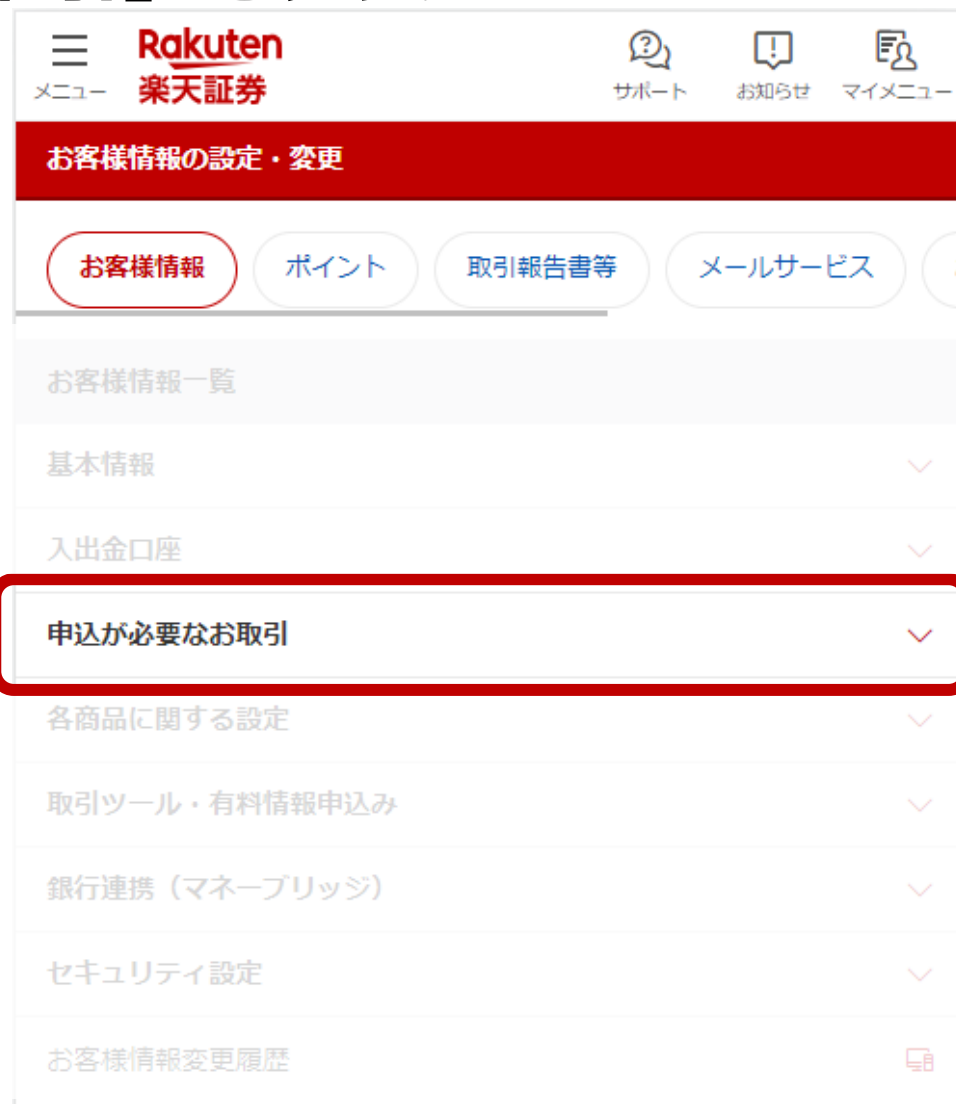 Rakuten
楽天証券
メニュー
サポート
お知らせ
マイメニュー
お客様情報の設定・変更
お客様情報
ポイント
取引報告書等
メールサービス
お客様情報一覧
基本情報
入出金口座
申込が必要なお取引
各商品に関する設定
取引ツール・有料情報申込み
銀行連携（マネーブリッジ）
セキュリティ設定
お客様情報変更履歴